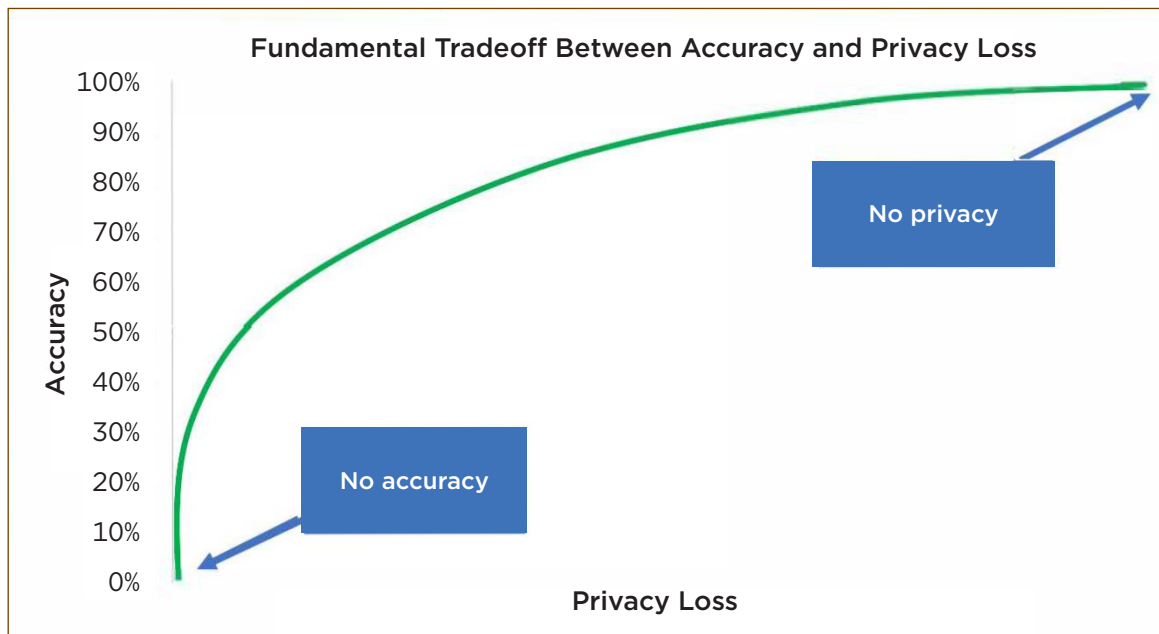 Fundamental Tradeoff Between Accuracy and Privacy Loss
100%
90%
80%
70%
60%
50%
40%
30%
20%
10%
0%
Accuracy
No privacy
No accuracy
Privacy Loss